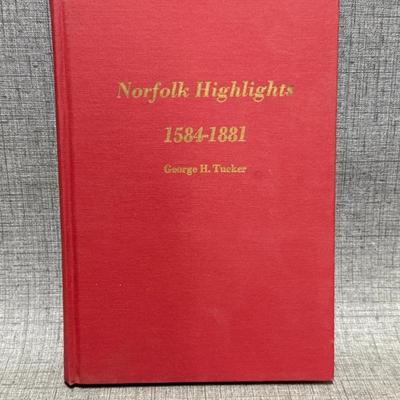 Norfolk Highlights
1584-1881
George H. Tucker